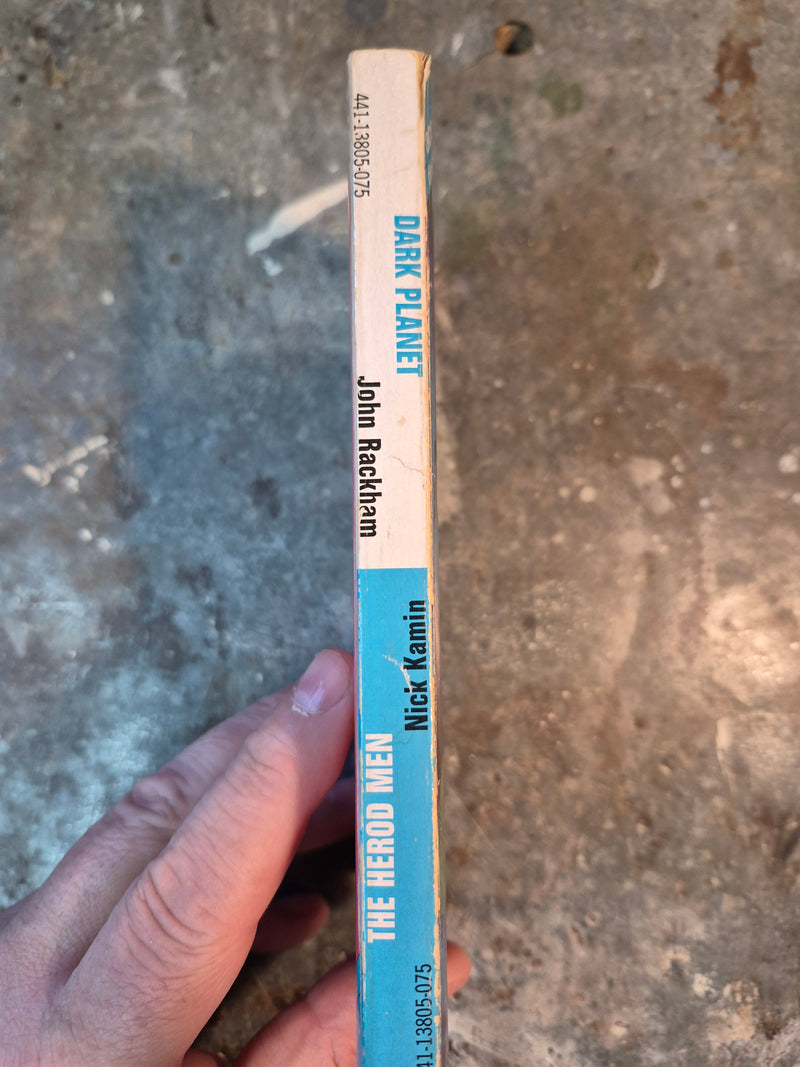 441-13805-075
DARK PLANET
John Rackham
Nick Kamin
THE HEROD MEN
41-13805-075